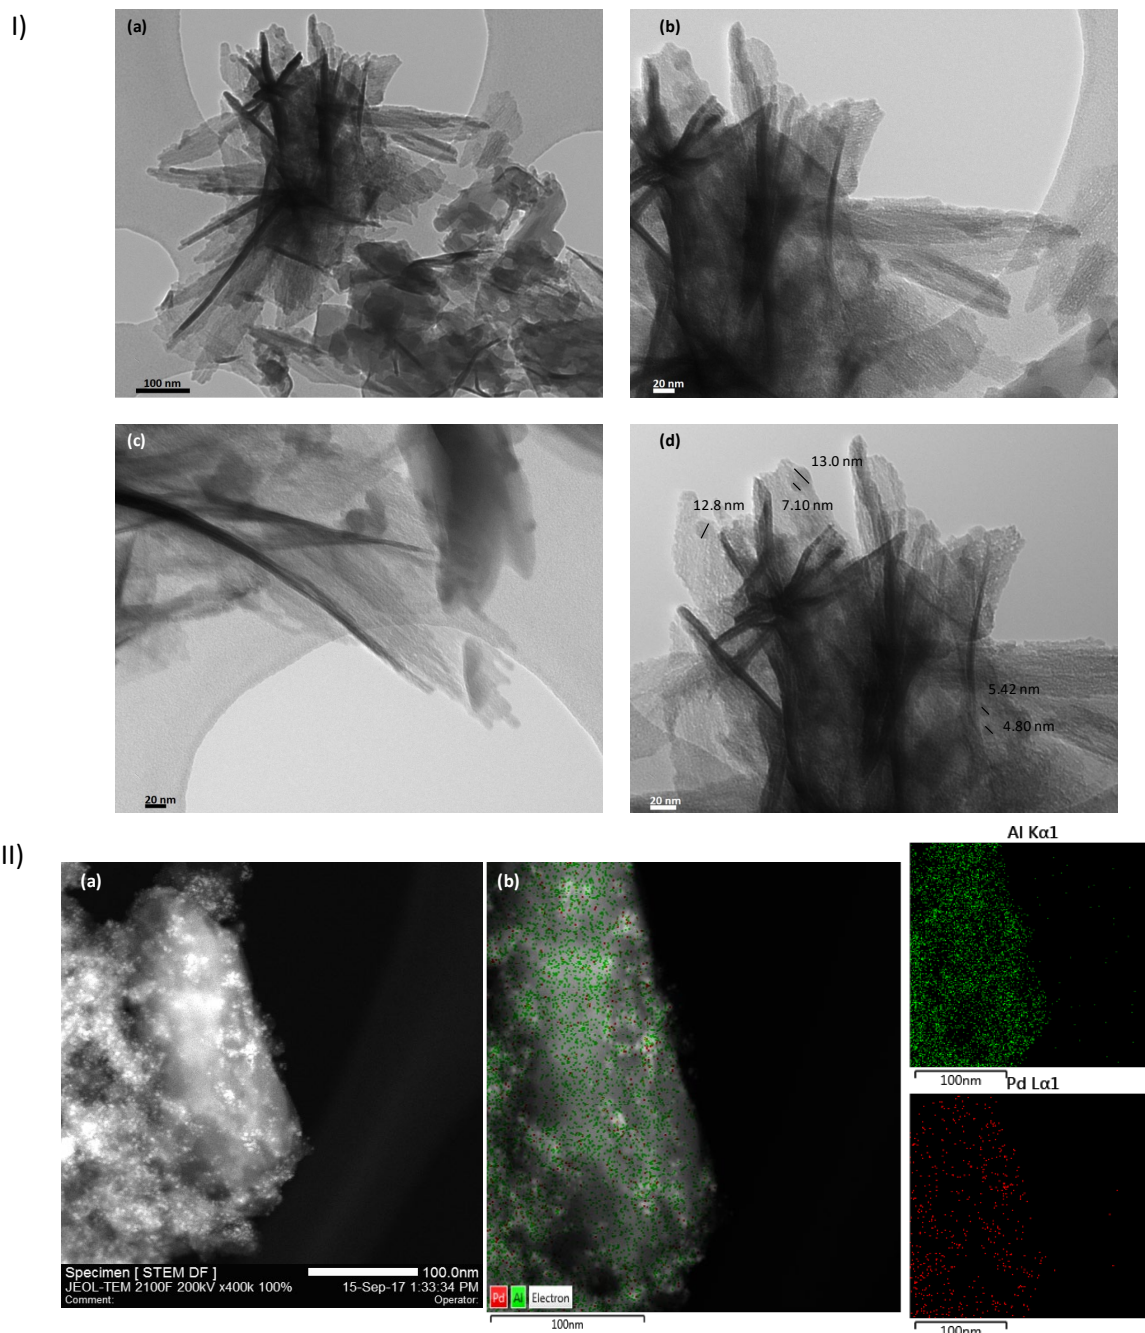 I)
(a)
100 nm
(b)
20 nm
(c)
20 nm
(d)
13.0 nm
12.8 nm
7.10 nm
5.42 nm
4.80 nm
20 nm
II)
(a)
Specimen [ STEM DF ]
100.0nm
JEOL-TEM 2100F 200kV x400k 100%
15-Sep-17 1:33:34 PM
Comment:
Operator:
(b)
Pd Al Electron
100nm
Al Kα1
100nm
Pd Lα1
100nm